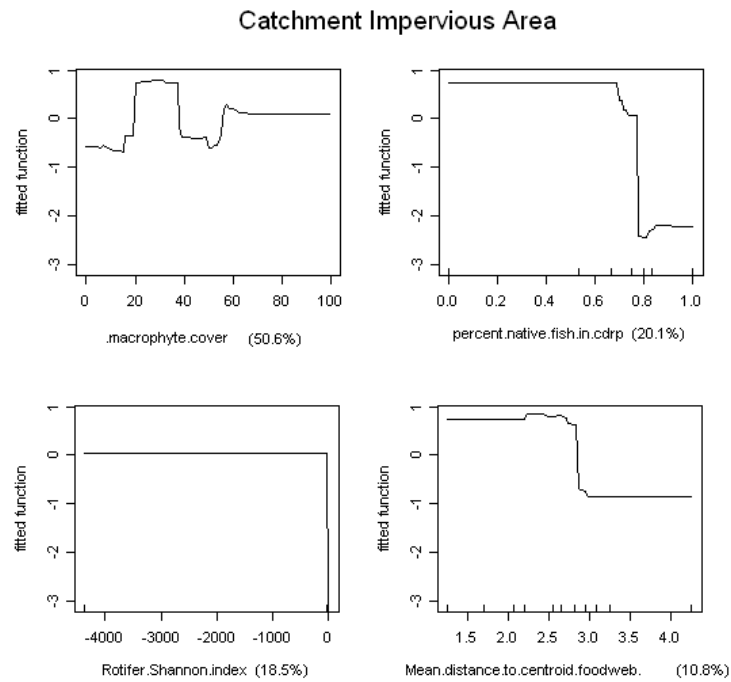 Catchment Impervious Area
fitted function
1
0
-1
-2
-3
0 20 40 60 80 100
.macrophyte.cover (50.6%)
fitted function
1
0
-1
-2
-3
0.0 0.2 0.4 0.6 0.8 1.0
percent.native.fish.in.cdrp (20.1%)
fitted function
1
0
-1
-2
-3
-4000 -3000 -2000 -1000 0
Rotifer.Shannon.index (18.5%)
fitted function
1
0
-1
-2
-3
1.5 2.0 2.5 3.0 3.5 4.0
Mean.distance.to.centroid.foodweb. (10.8%)